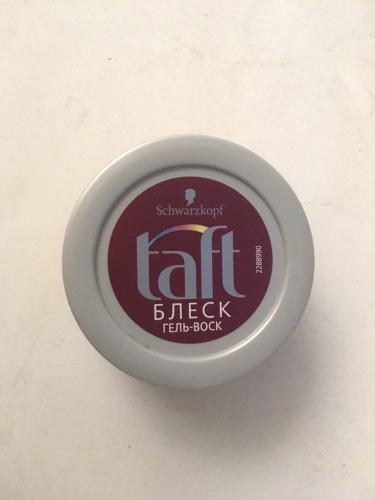 Schwarzkopf
taft
БЛЕСК
ГЕЛЬ-ВОСК
2288990